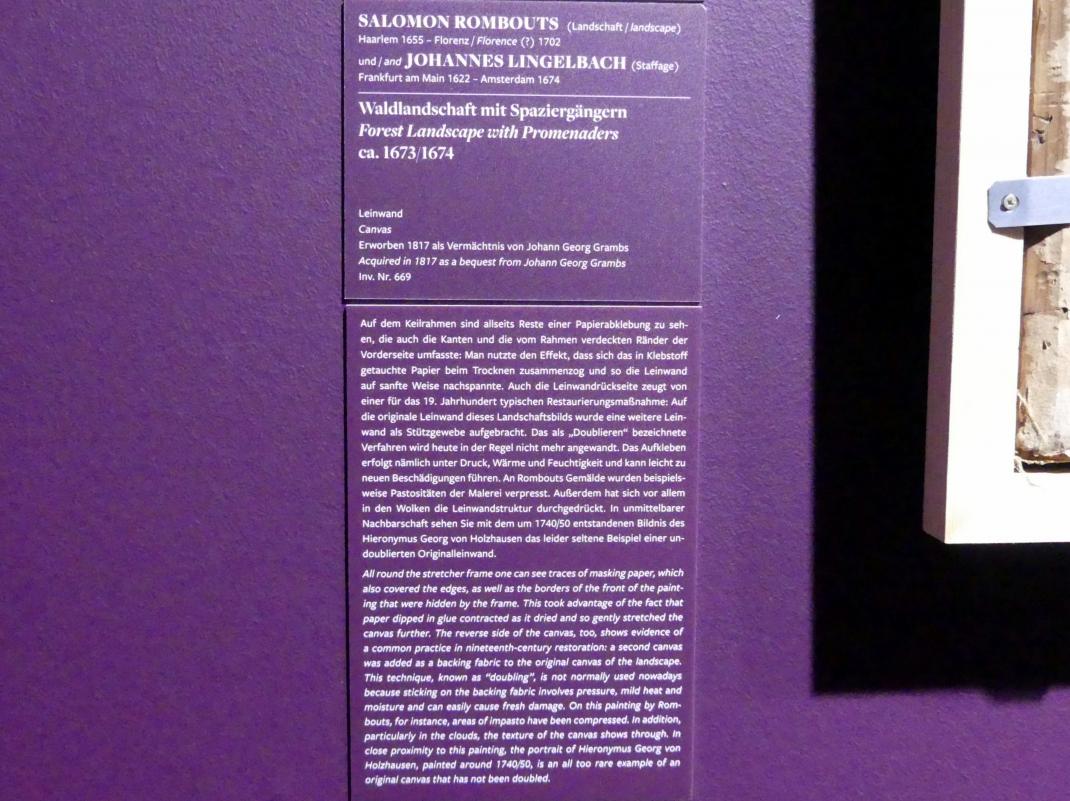 SALOMON ROMBOUTS (Landschaft / landscape)
Haarlem 1655 – Florenz / Florence (?) 1702
und / and JOHANNES LINGELBACH (Staffage)
Frankfurt am Main 1622 – Amsterdam 1674
Waldlandschaft mit Spaziergängern
Forest Landscape with Promenaders
ca. 1673/1674
Leinwand
Canvas
Erworben 1817 als Vermächtnis von Johann Georg Grambs
Acquired in 1817 as a bequest from Johann Georg Grambs
Inv. Nr. 669
Auf dem Keilrahmen sind allseits Reste einer Papierabklebung zu seh-
en, die auch die Kanten und die vom Rahmen verdeckten Ränder der
Vorderseite umfasste: Man nutzte den Effekt, dass sich das in Klebstoff
getauchte Papier beim Trocknen zusammenzog und so die Leinwand
auf sanfte Weise nachspannte. Auch die Leinwandrückseite zeugt von
einer für das 19. Jahrhundert typischen Restaurierungsmaßnahme: Auf
die originale Leinwand dieses Landschaftsbilds wurde eine weitere Lein-
wand als Stützgewebe aufgebracht. Das als „Doublieren“ bezeichnete
Verfahren wird heute in der Regel nicht mehr angewandt. Das Aufkleben
erfolgt nämlich unter Druck, Wärme und Feuchtigkeit und kann leicht zu
neuen Beschädigungen führen. An Rombouts Gemälde wurden beispiels-
weise Pastositäten der Malerei verpresst. Außerdem hat sich vor allem
in den Wolken die Leinwandstruktur durchgedrückt. In unmittelbarer
Nachbarschaft sehen Sie mit dem um 1740/50 entstandenen Bildnis des
Hieronymus Georg von Holzhausen das leider seltene Beispiel einer un-
doublierten Originalleinwand.
All round the stretcher frame one can see traces of masking paper, which
also covered the edges, as well as the borders of the front of the paint-
ing that were hidden by the frame. This took advantage of the fact that
paper dipped in glue contracted as it dried and so gently stretched the
canvas further. The reverse side of the canvas, too, shows evidence of
a common practice in nineteenth-century restoration: a second canvas
was added as a backing fabric to the original canvas of the landscape.
This technique, known as “doubling”, is not normally used nowadays
because sticking on the backing fabric involves pressure, mild heat and
moisture and can easily cause fresh damage. On this painting by Rom-
bouts, for instance, areas of impasto have been compressed. In addition,
particularly in the clouds, the texture of the canvas shows through. In
close proximity to this painting, the portrait of Hieronymus Georg von
Holzhausen, painted around 1740/50, is an all too rare example of an
original canvas that has not been doubled.